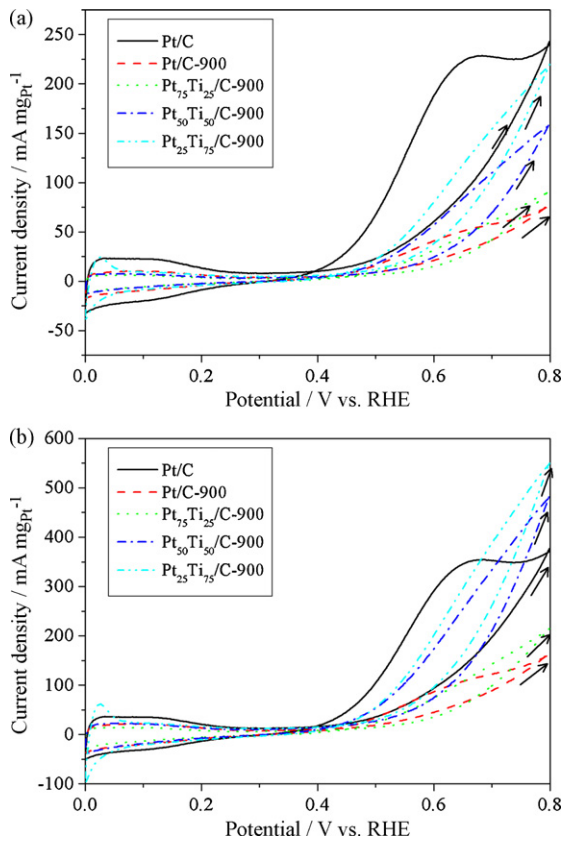 (a)
250
200
150
100
50
0
-50
Current density / mA mg_Pt^-1
Pt/C
Pt/C-900
Pt₇₅Ti₂₅/C-900
Pt₅₀Ti₅₀/C-900
Pt₂₅Ti₇₅/C-900
0.0 0.2 0.4 0.6 0.8
Potential / V vs. RHE
(b)
600
500
400
300
200
100
0
-100
Current density / mA mg_Pt^-1
Pt/C
Pt/C-900
Pt₇₅Ti₂₅/C-900
Pt₅₀Ti₅₀/C-900
Pt₂₅Ti₇₅/C-900
0.0 0.2 0.4 0.6 0.8
Potential / V vs. RHE